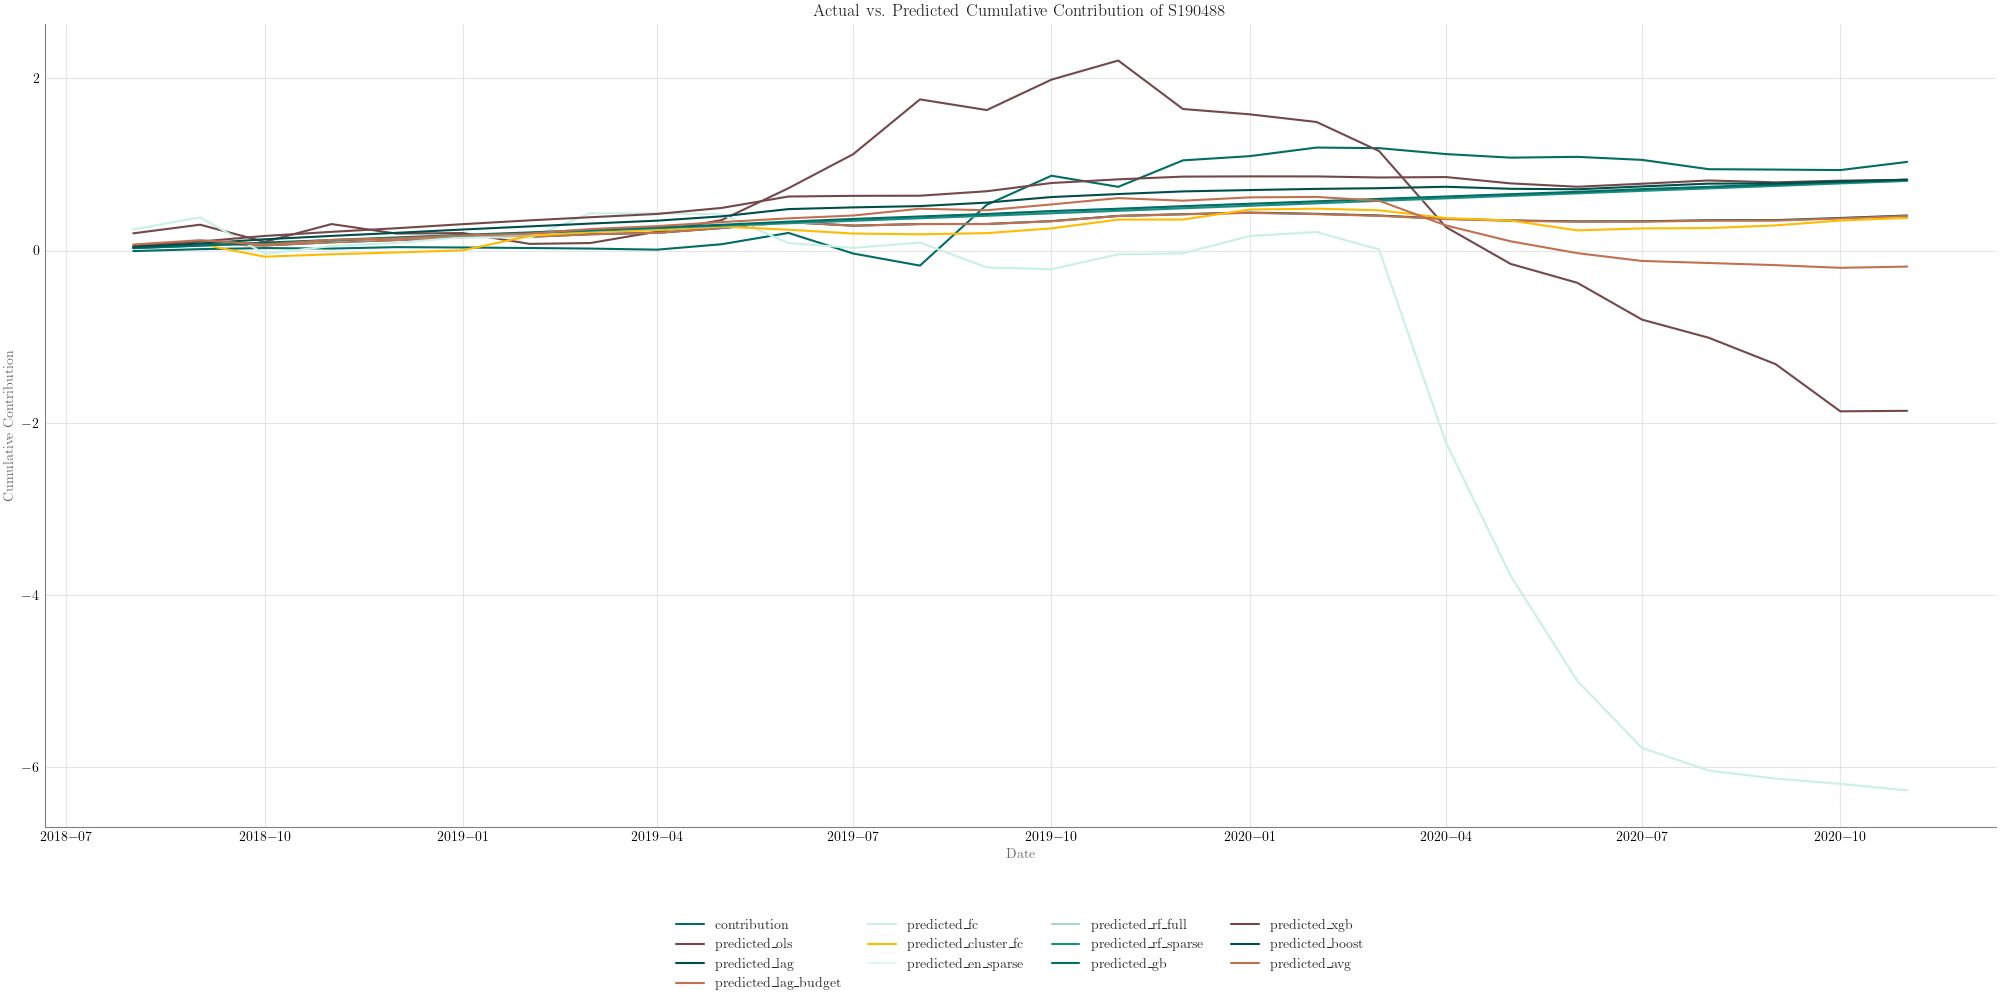 Actual vs. Predicted Cumulative Contribution of S190488
2
0
−2
−4
−6
Cumulative Contribution
2018−07 2018−10 2019−01 2019−04 2019−07 2019−10 2020−01 2020−04 2020−07 2020−10
Date
contribution predicted_fc predicted_rf_full predicted_xgb
predicted_ols predicted_cluster_fc predicted_rf_sparse predicted_boost
predicted_lag predicted_en_sparse predicted_gb predicted_avg
predicted_lag_budget